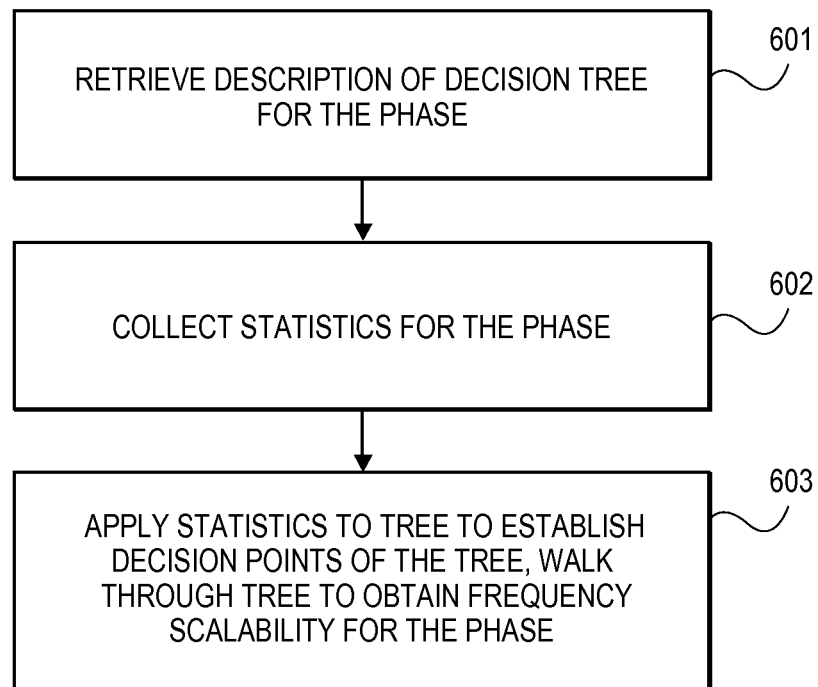 601
RETRIEVE DESCRIPTION OF DECISION TREE
FOR THE PHASE
602
COLLECT STATISTICS FOR THE PHASE
603
APPLY STATISTICS TO TREE TO ESTABLISH
DECISION POINTS OF THE TREE, WALK
THROUGH TREE TO OBTAIN FREQUENCY
SCALABILITY FOR THE PHASE